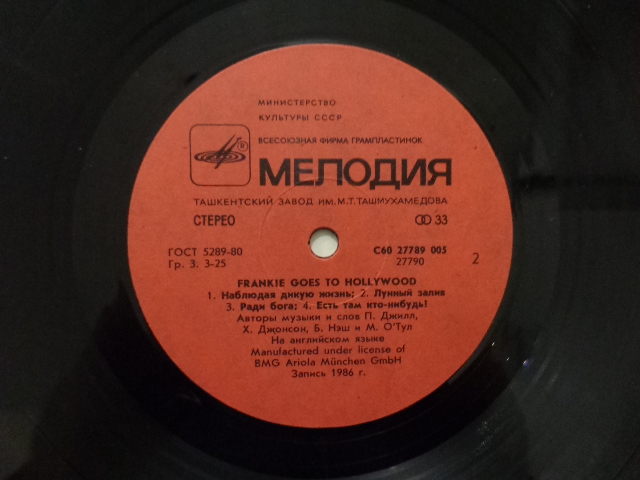 МИНИСТЕРСТВО
КУЛЬТУРЫ СССР
ВСЕСОЮЗНАЯ ФИРМА ГРАМПЛАСТИНОК
®
МЕЛОДИЯ
ТАШКЕНТСКИЙ ЗАВОД ИМ. М.Т. ТАШМУХАМЕДОВА
СТЕРЕО 33
ГОСТ 5289-80 С60 27789 005
Гр. 3. 3-25 27790 2
FRANKIE GOES TO HOLLYWOOD
1. Наблюдая дикую жизнь; 2. Лунный залив
3. Ради бога; 4. Есть там кто-нибудь!
Авторы музыки и слов П. Джилл,
Х. Джонсон, Б. Нэш и М. О'Тул
На английском языке
Manufactured under license of
BMG Ariola München GmbH
Запись 1986 г.